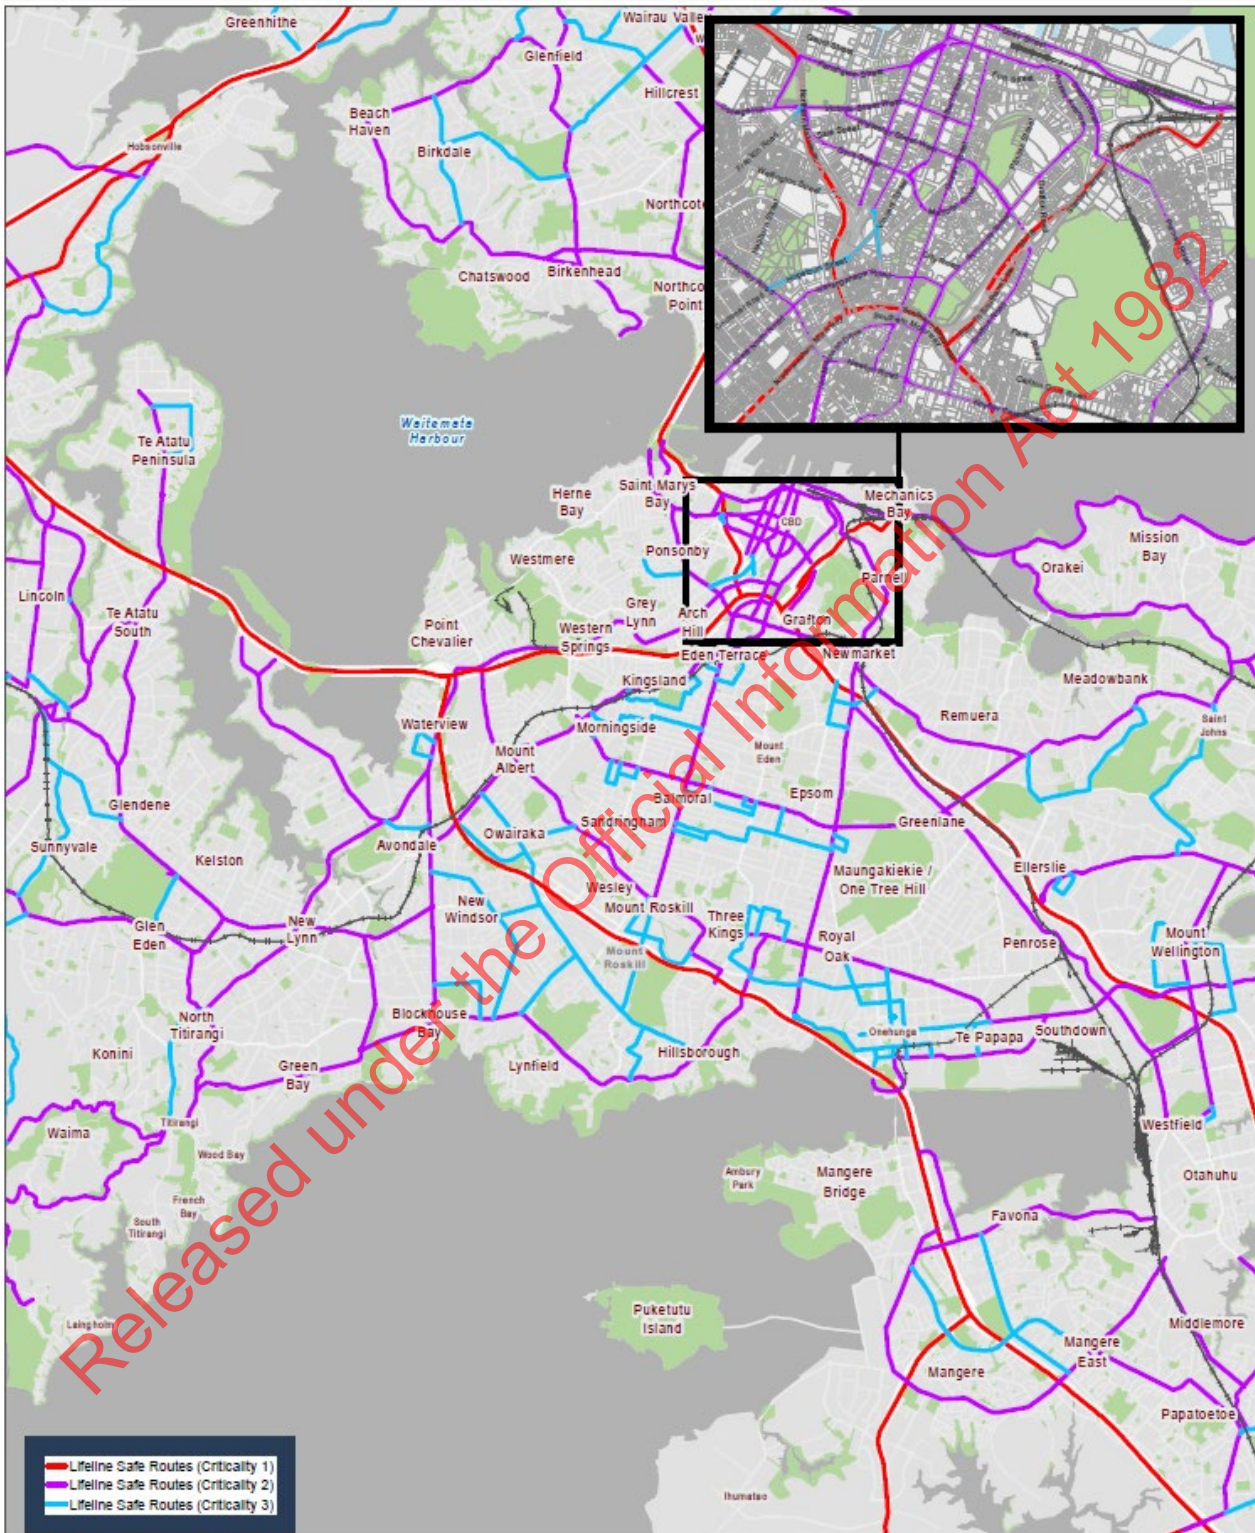 Greenhithe
Wairau Valley
Glenfield
Hillcrest
Beach
Haven
Birkdale
Hobsonville
Northcote
Chatswood
Birkenhead
Northco
Point
Waitemata
Harbour
Te Atatu
Peninsula
Herne
Bay
Saint Marys
Bay
Mechanics
Bay
CBD
Mission
Bay
Orakei
Westmere
Ponsonby
Parnell
Lincoln
Te Atatu
South
Point
Chevalier
Grey
Lynn
Arch
Hill
Grafton
Western
Springs
Eden Terrace
Newmarket
Kingsland
Meadowbank
Remuera
Saint
Johns
Waterview
Morningside
Mount
Albert
Mount
Eden
Glendene
Balmoral
Epsom
Sandringham
Greenlane
Sunnyvale
Kelston
Avondale
Owairaka
Ellerslie
Maungakiekie /
One Tree Hill
Wesley
New
Windsor
Mount Roskill
Three
Kings
Glen
Eden
New
Lynn
Mount
Roskill
Royal
Oak
Penrose
Mount
Wellington
North
Titirangi
Blockhouse
Bay
Onehunga
Te Papapa
Southdown
Konini
Green
Bay
Lynfield
Hillsborough
Waima
Titirangi
Westfield
Wood Bay
Ambury
Park
Mangere
Bridge
Otahuhu
French
Bay
South
Titirangi
Favona
Puketutu
Island
Laingholm
Middlemore
Mangere
East
Mangere
Papatoetoe
Ihumatao
Released under the Official Information Act 1982
Lifeline Safe Routes (Criticality 1)
Lifeline Safe Routes (Criticality 2)
Lifeline Safe Routes (Criticality 3)